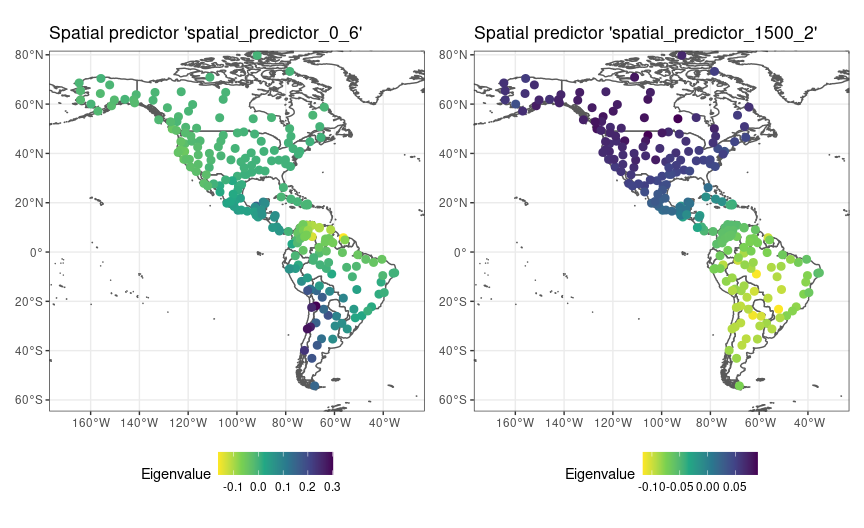 Spatial predictor 'spatial_predictor_0_6'
80°N
60°N
40°N
20°N
0°
20°S
40°S
60°S
160°W 140°W 120°W 100°W 80°W 60°W 40°W
Eigenvalue
-0.1 0.0 0.1 0.2 0.3
Spatial predictor 'spatial_predictor_1500_2'
80°N
60°N
40°N
20°N
0°
20°S
40°S
60°S
160°W 140°W 120°W 100°W 80°W 60°W 40°W
Eigenvalue
-0.10 -0.05 0.00 0.05